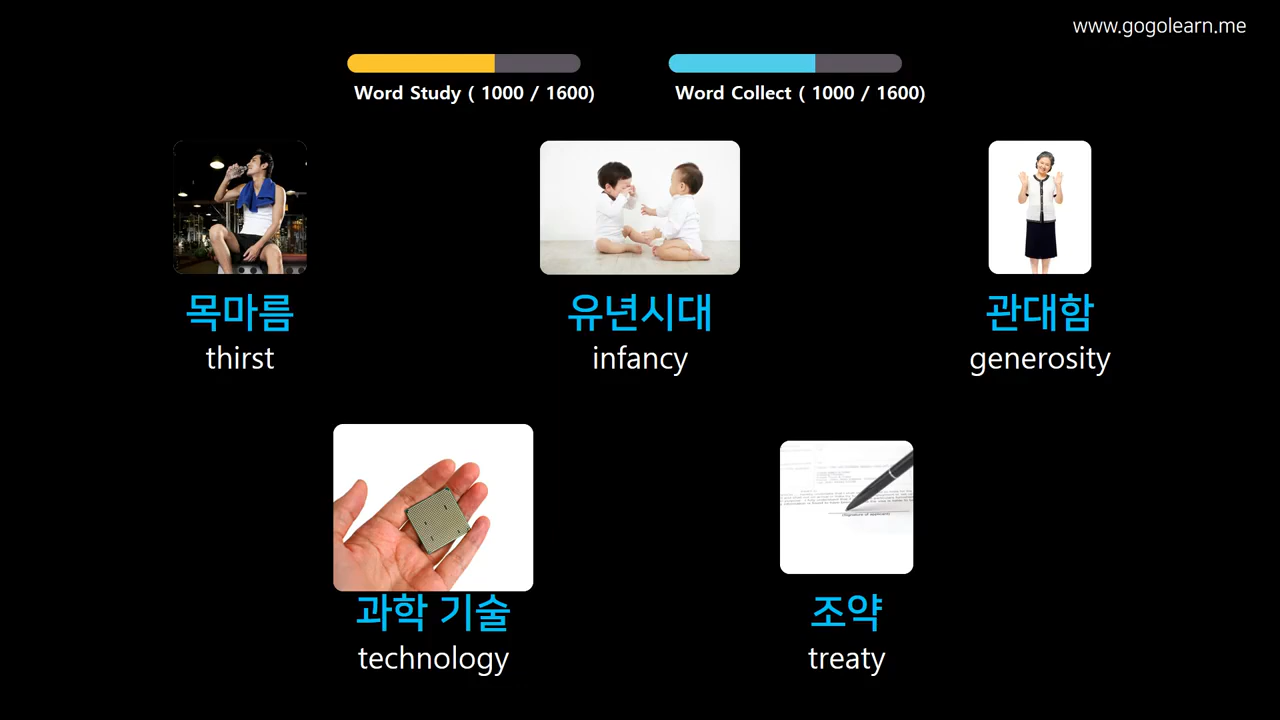 www.gogolearn.me
Word Study ( 1000 / 1600)
Word Collect ( 1000 / 1600)
목마름
thirst
유년시대
infancy
관대함
generosity
과학 기술
technology
조약
treaty